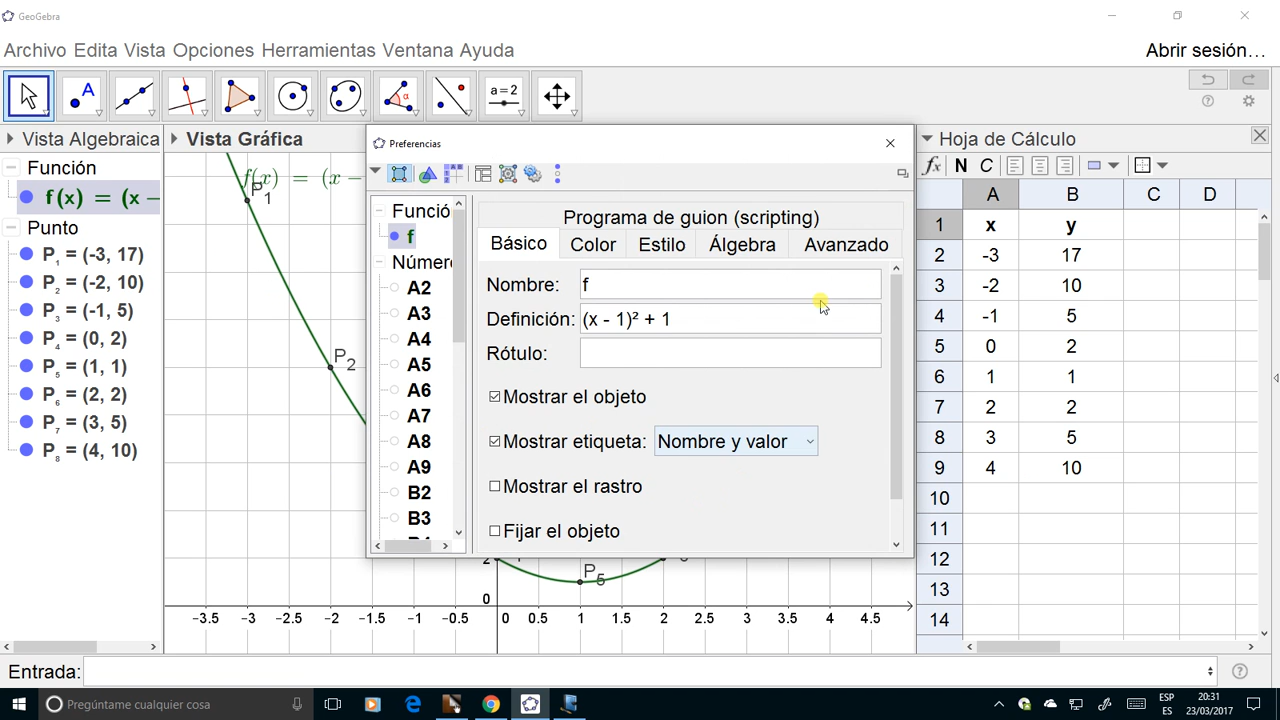 GeoGebra
Archivo Edita Vista Opciones Herramientas Ventana Ayuda
Abrir sesión…
A
α
a = 2
Vista Algebraica
Función
f(x) = (x –
Punto
P1 = (-3, 17)
P2 = (-2, 10)
P3 = (-1, 5)
P4 = (0, 2)
P5 = (1, 1)
P6 = (2, 2)
P7 = (3, 5)
P8 = (4, 10)
Vista Gráfica
f(x) = (x –
P1
P2
P5
2
0
-3.5 -3 -2.5 -2 -1.5 -1 -0.5 0 0.5 1 1.5 2 2.5 3 3.5 4 4.5
Preferencias
Funció
f
Número
A2
A3
A4
A5
A6
A7
A8
A9
B2
B3
Programa de guion (scripting)
Básico Color Estilo Álgebra Avanzado
Nombre: f
Definición: (x - 1)² + 1
Rótulo:
Mostrar el objeto
Mostrar etiqueta: Nombre y valor
Mostrar el rastro
Fijar el objeto
Hoja de Cálculo
fx N C
A B C D
1 x y
2 -3 17
3 -2 10
4 -1 5
5 0 2
6 1 1
7 2 2
8 3 5
9 4 10
10
11
12
13
14
Entrada:
Pregúntame cualquier cosa
ESP
ES
20:31
23/03/2017